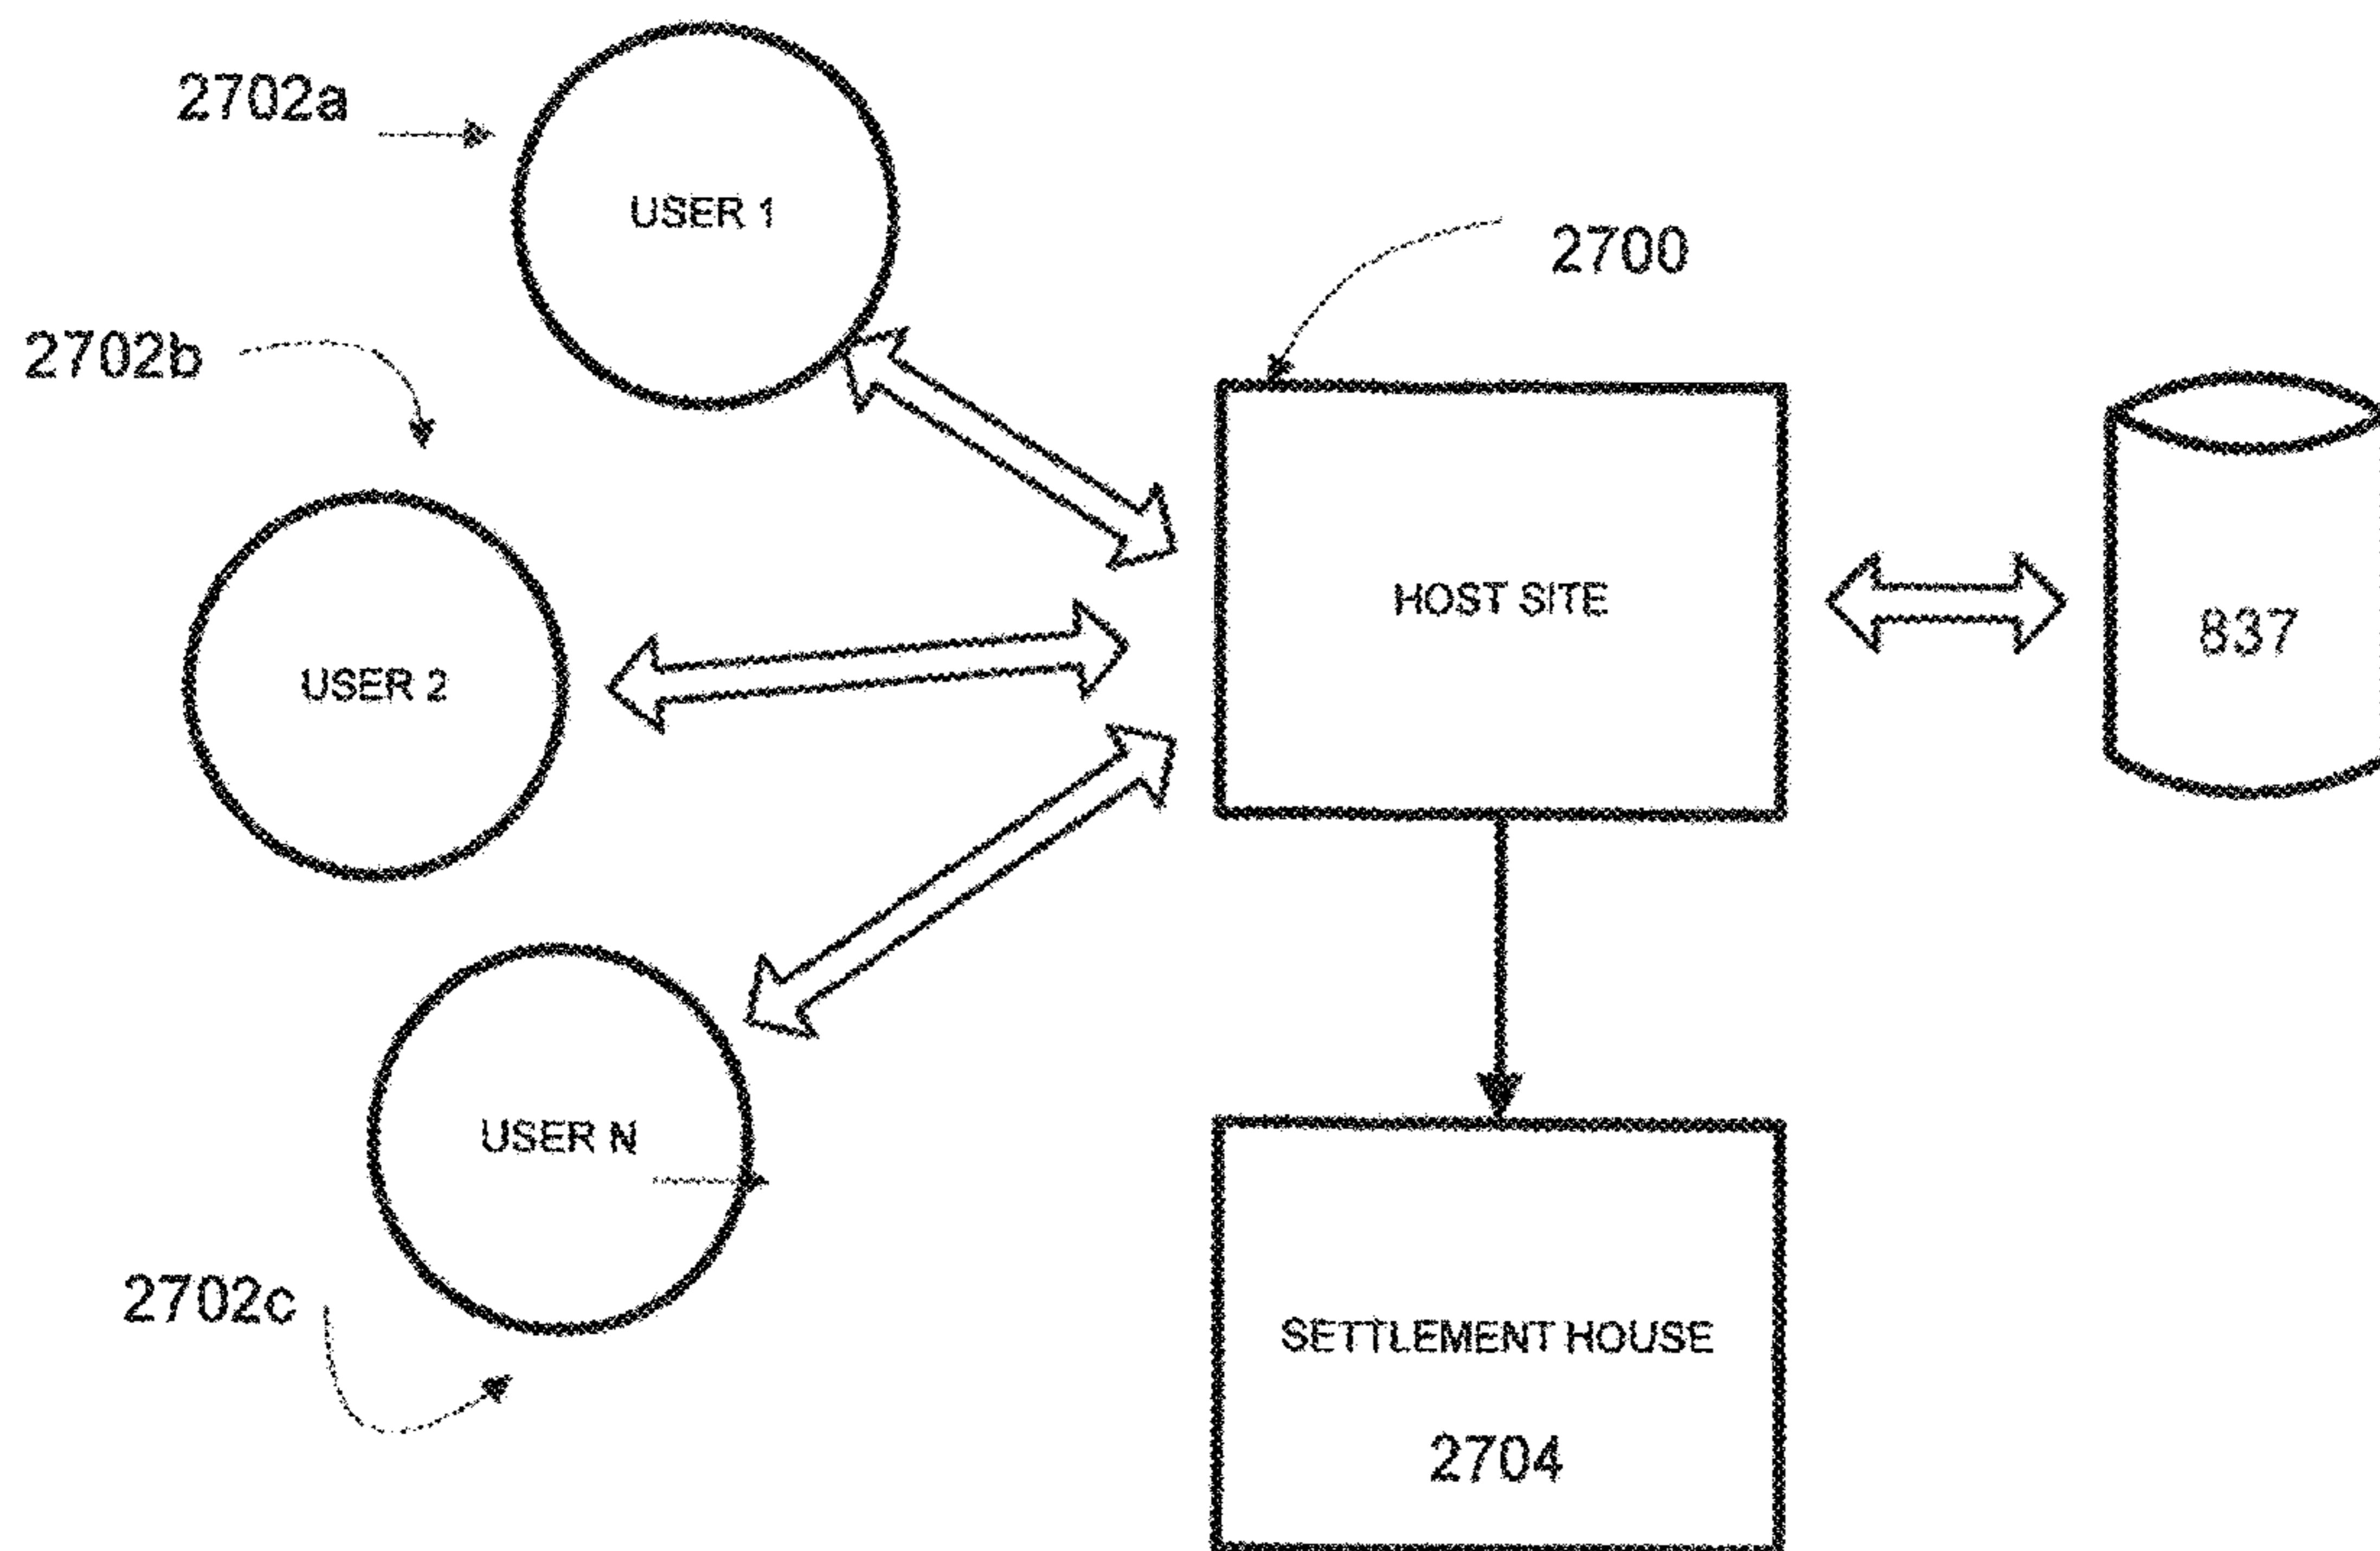 2702a
USER 1
2700
2702b
HOST SITE
837
USER 2
USER N
2702c
SETTLEMENT HOUSE
2704